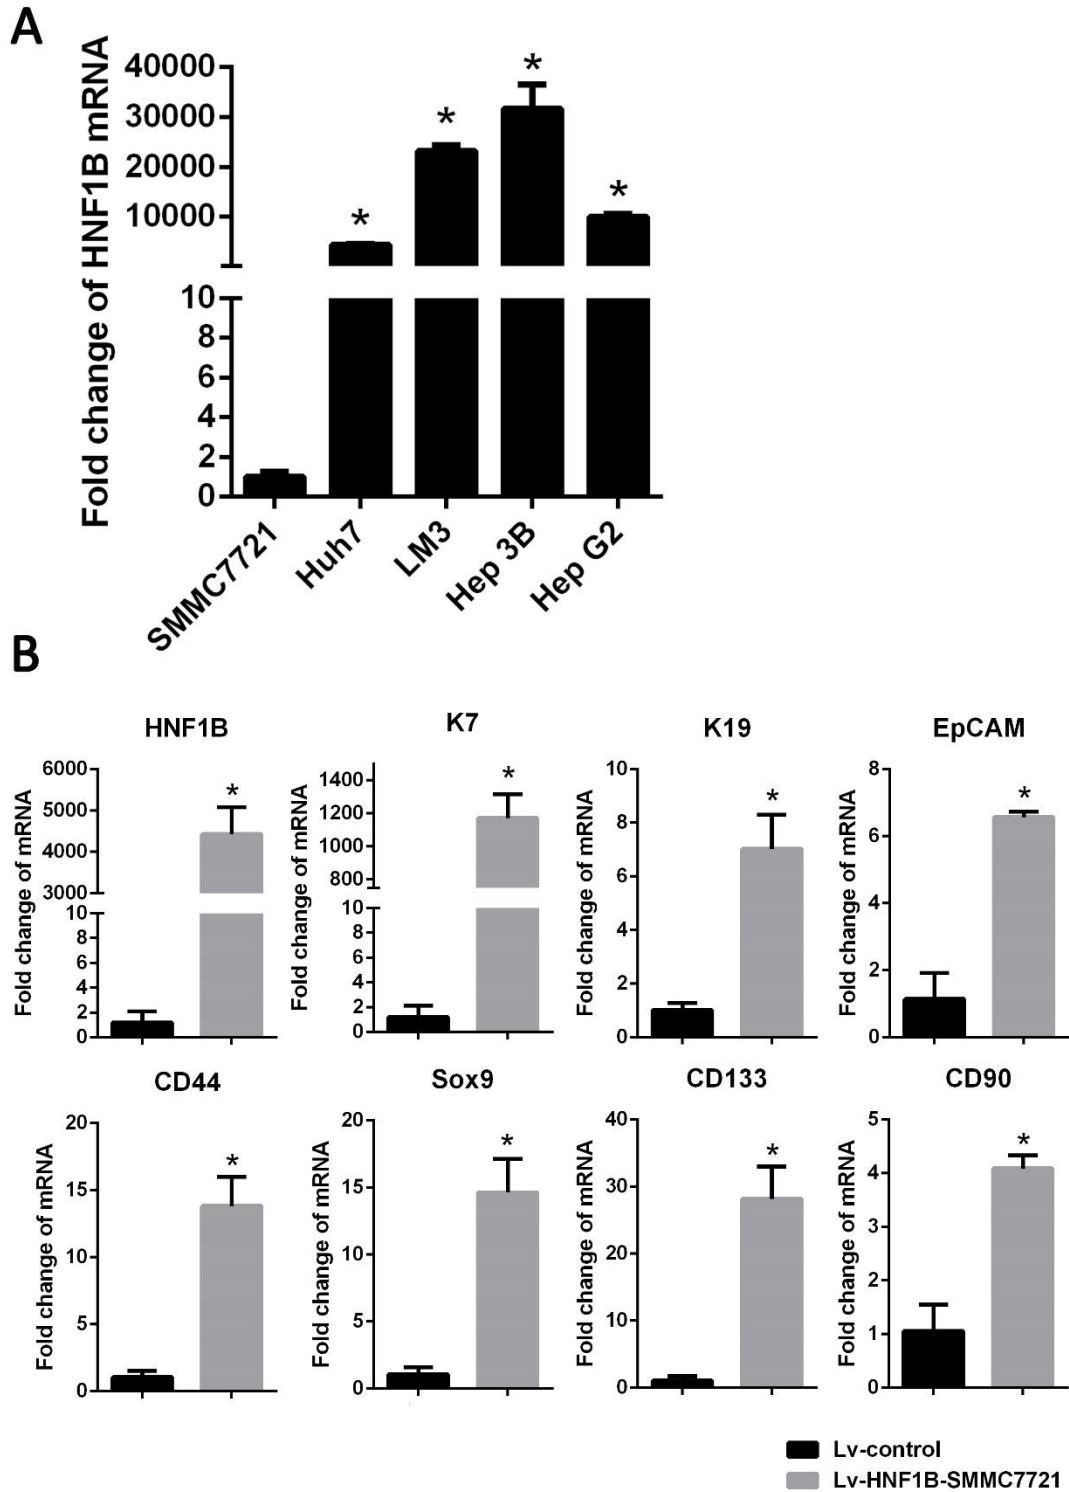 A
Fold change of HNF1B mRNA
40000
30000
20000
10000
10
8
6
4
2
0
*
*
*
*
SMMC7721
Huh7
LM3
Hep 3B
Hep G2
B
HNF1B
Fold change of mRNA
6000
5000
4000
3000
10
8
6
4
2
0
*
K7
Fold change of mRNA
1400
1200
1000
800
10
8
6
4
2
0
*
K19
Fold change of mRNA
10
8
6
4
2
0
*
EpCAM
Fold change of mRNA
8
6
4
2
0
*
CD44
Fold change of mRNA
20
15
10
5
0
*
Sox9
Fold change of mRNA
20
15
10
5
0
*
CD133
Fold change of mRNA
40
30
20
10
0
*
CD90
Fold change of mRNA
5
4
3
2
1
0
*
Lv-control
Lv-HNF1B-SMMC7721